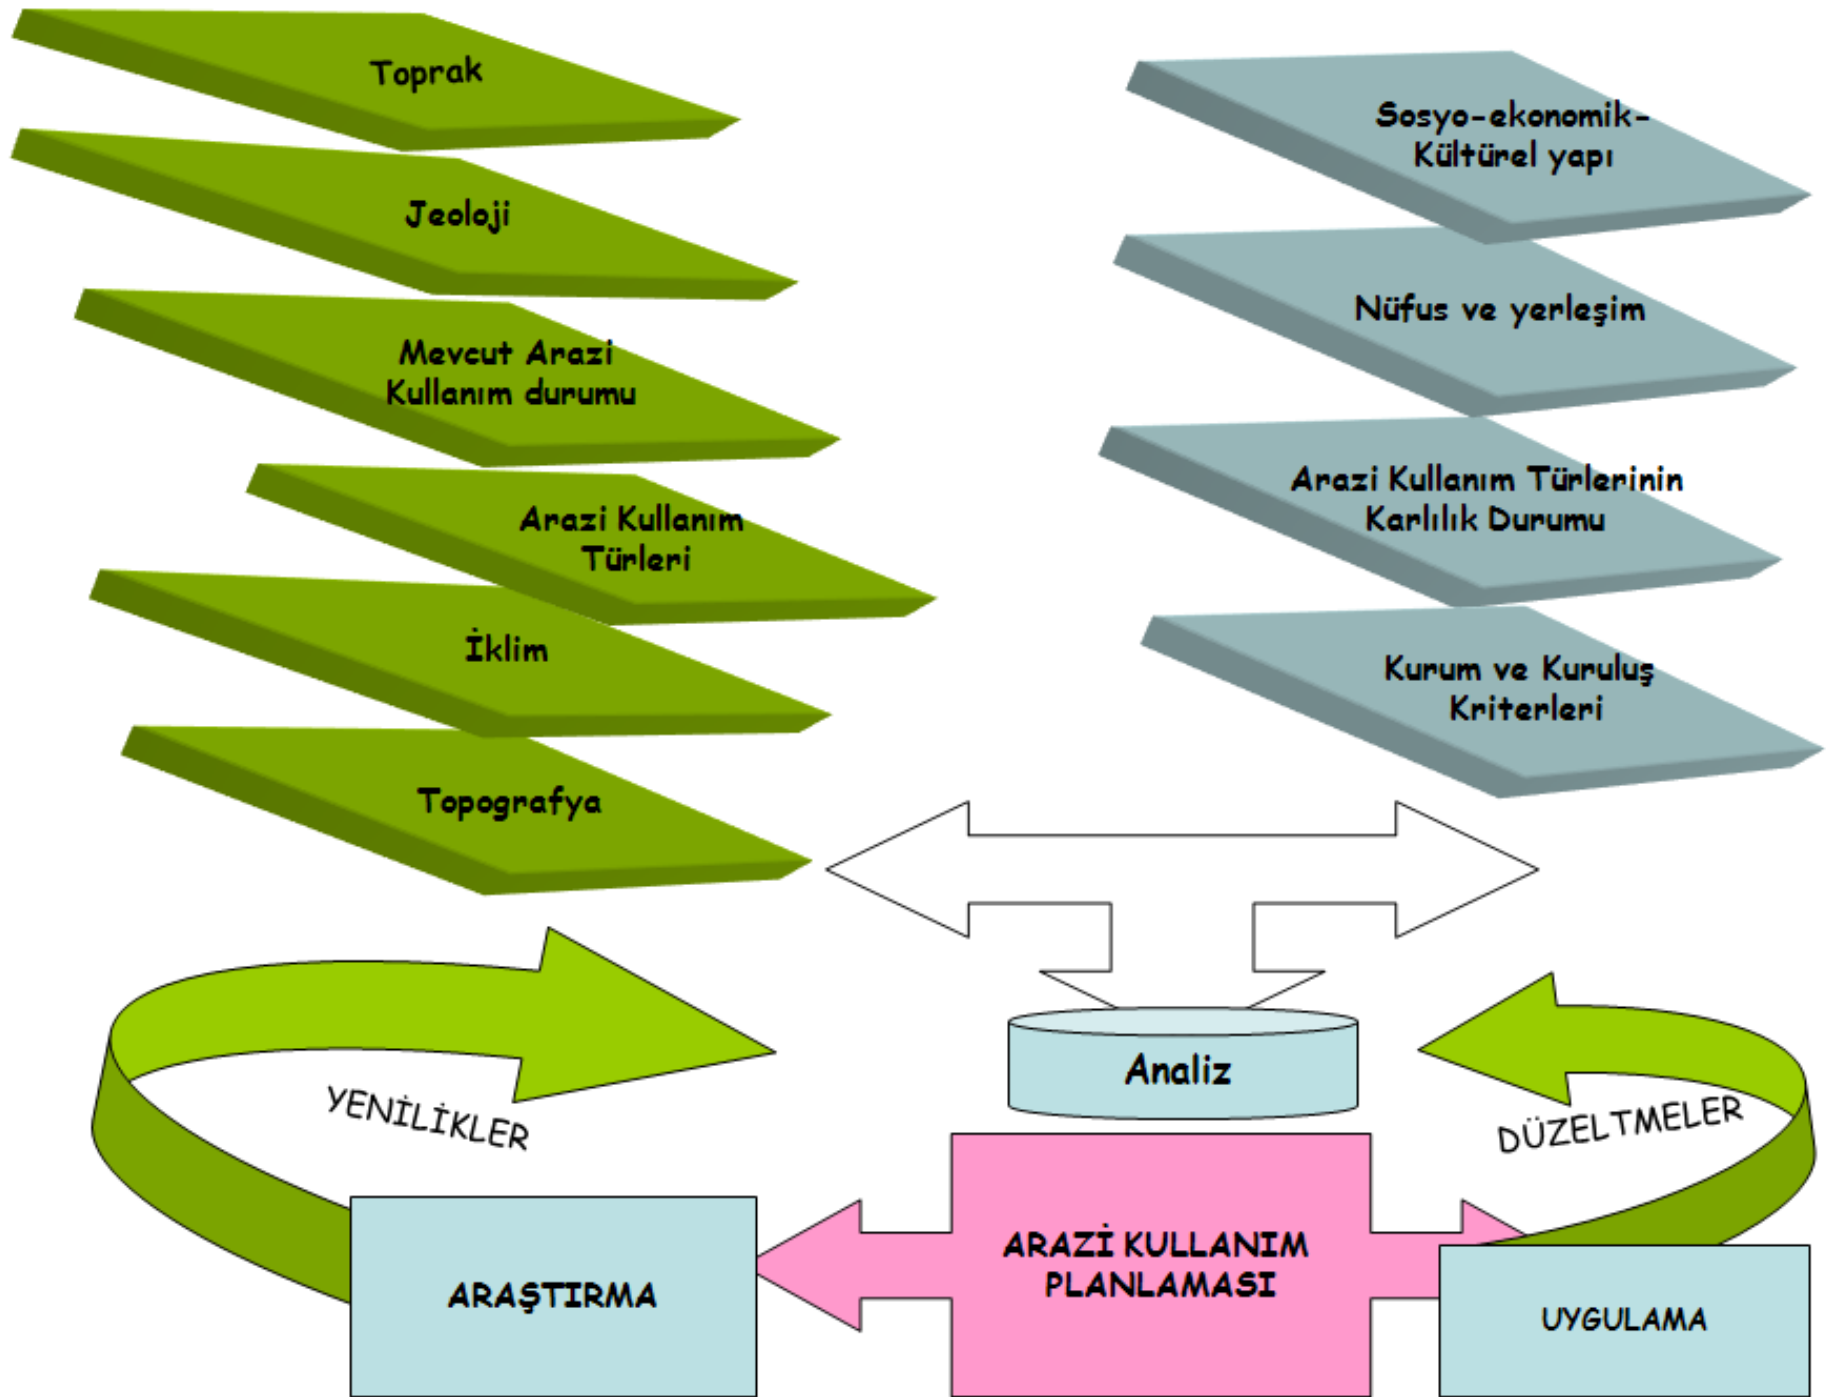 Toprak
Jeoloji
Mevcut Arazi
Kullanım durumu
Arazi Kullanım
Türleri
İklim
Topografya
Sosyo-ekonomik-
Kültürel yapı
Nüfus ve yerleşim
Arazi Kullanım Türlerinin
Karlılık Durumu
Kurum ve Kuruluş
Kriterleri
Analiz
YENİLİKLER
DÜZELTMELER
ARAŞTIRMA
ARAZİ KULLANIM
PLANLAMASI
UYGULAMA